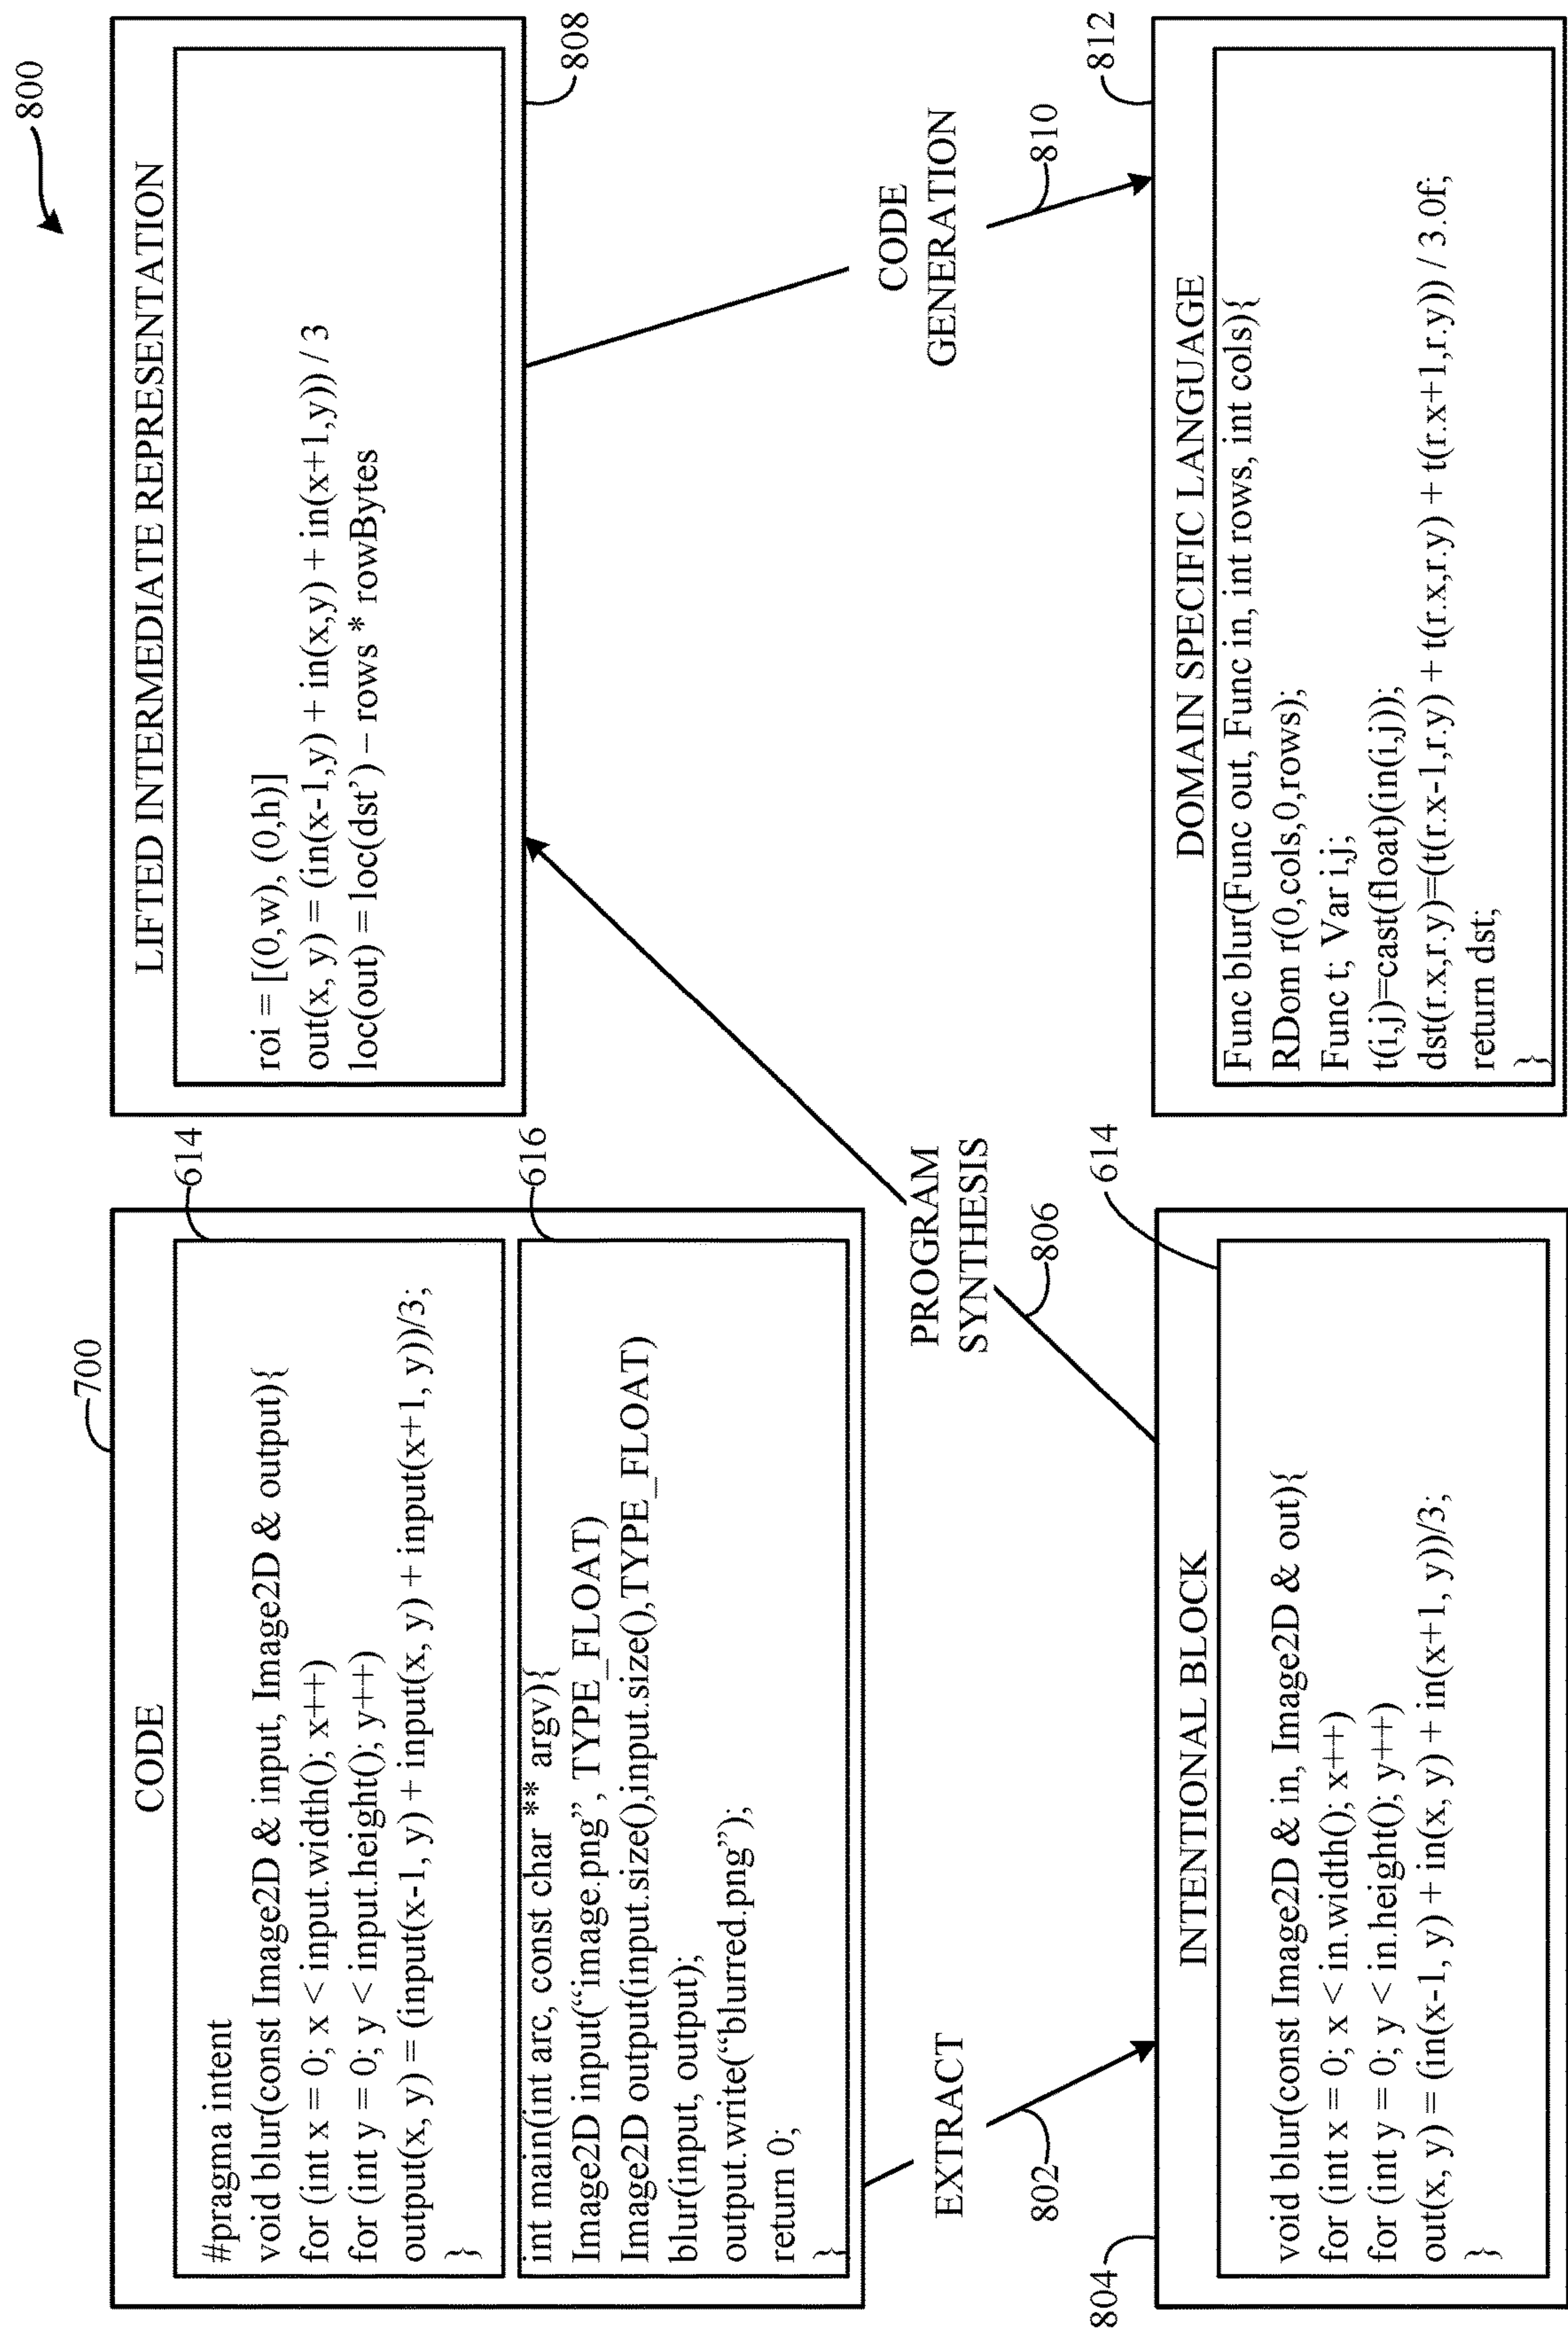 800
700
CODE
614
#pragma intent
void blur(const Image2D & input, Image2D & output){
for (int x = 0; x < input.width(); x++)
for (int y = 0; y < input.height(); y++)
output(x, y) = (input(x-1, y) + input(x, y) + input(x+1, y))/3;
}
616
int main(int arc, const char ** argv){
Image2D input(“image.png”, TYPE_FLOAT)
Image2D output(input.size(),input.size(),TYPE_FLOAT)
blur(input, output);
output.write(“blurred.png”);
return 0;
}
LIFTED INTERMEDIATE REPRESENTATION
roi = [(0,w), (0,h)]
out(x, y) = (in(x-1,y) + in(x,y) + in(x+1,y)) / 3
loc(out) = loc(dst’) – rows * rowBytes
808
EXTRACT
802
PROGRAM
SYNTHESIS
806
CODE
GENERATION
810
804
INTENTIONAL BLOCK
614
void blur(const Image2D & in, Image2D & out){
for (int x = 0; x < in.width(); x++)
for (int y = 0; y < in.height(); y++)
out(x, y) = (in(x-1, y) + in(x, y) + in(x+1, y))/3;
}
812
DOMAIN SPECIFIC LANGUAGE
Func blur(Func out, Func in, int rows, int cols){
RDom r(0,cols,0,rows);
Func t; Var i,j;
t(i,j)=cast(float)(in(i,j));
dst(r.x,r.y)=(t(r.x-1,r.y) + t(r.x,r.y) + t(r.x+1,r.y)) / 3.0f;
return dst;
}